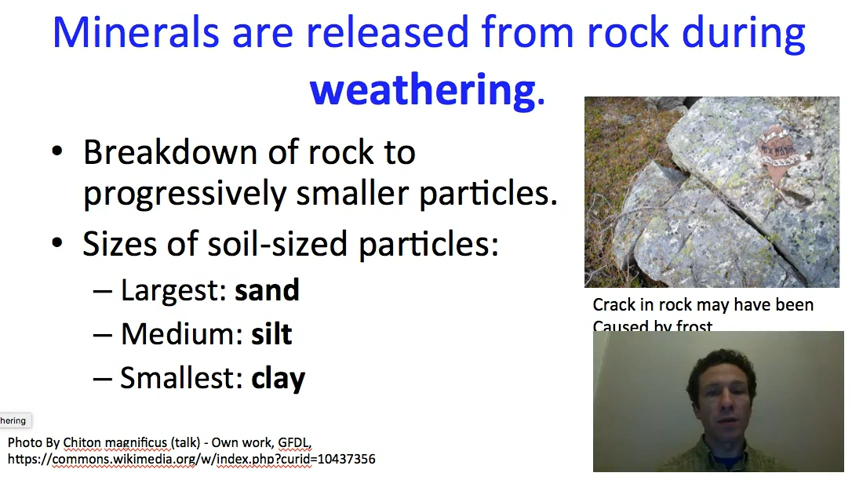 Minerals are released from rock during
weathering.
• Breakdown of rock to
progressively smaller particles.
• Sizes of soil-sized particles:
– Largest: sand
– Medium: silt
– Smallest: clay
Crack in rock may have been
Caused by frost
hering
Photo By Chiton magnificus (talk) - Own work, GFDL,
https://commons.wikimedia.org/w/index.php?curid=10437356